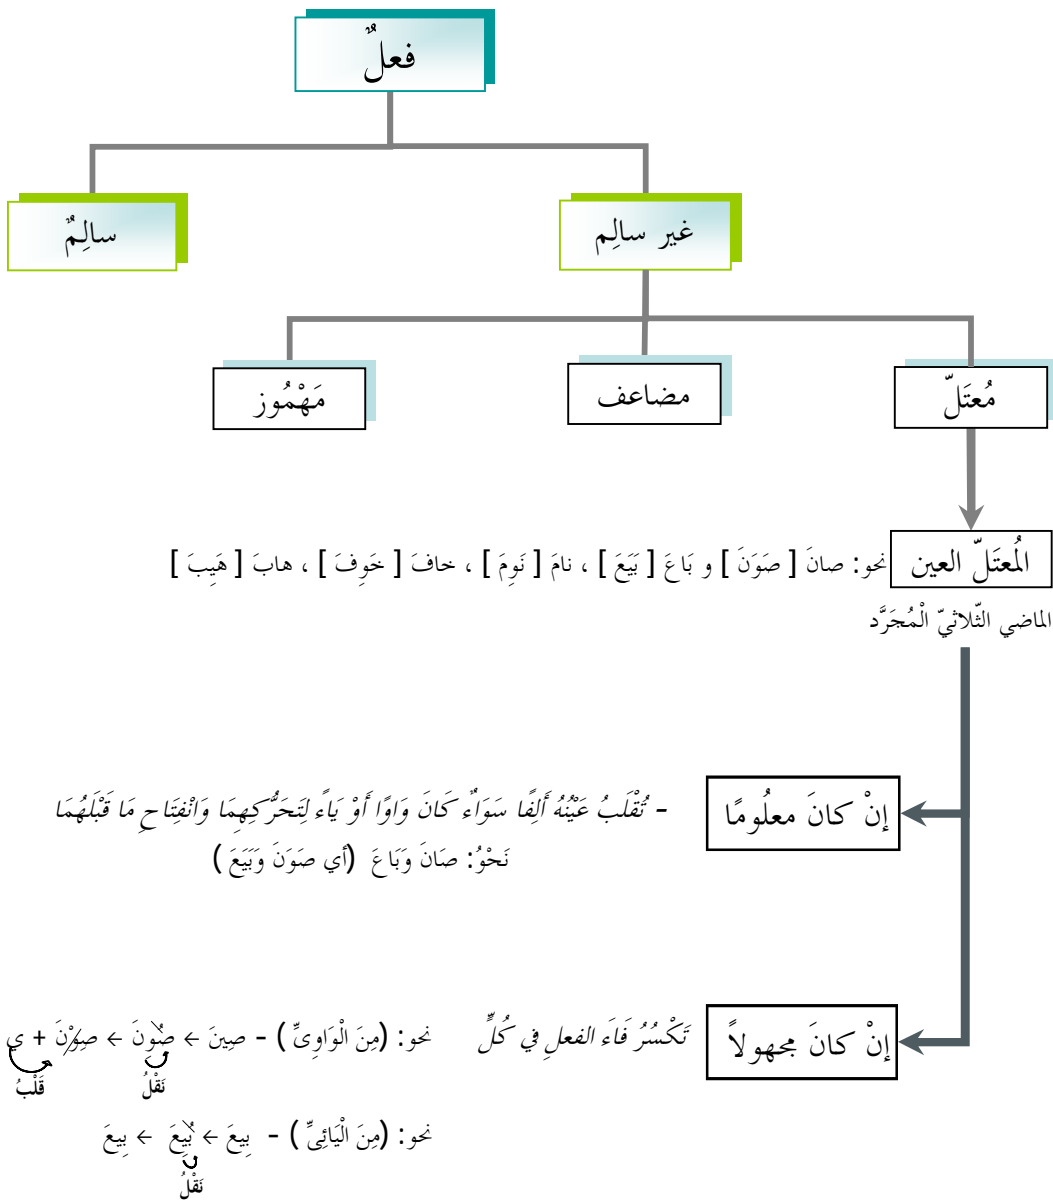 فعلٌ
غير سالِم
سالِمٌ
مُعتَلّ
مضاعف
مَهْمُوز
المُعتَلّ العين نحو: صانَ [ صَوَنَ ] و بَاعَ [ بَيَعَ ] ، نامَ [ نَوِمَ ] ، خافَ [ خَوِفَ ] ، هابَ [ هَيِبَ ]
الماضي الثّلاثيّ الْمُجَرَّد
إنْ كانَ معلُومًا
- تُقْلَبُ عَيْنُهُ أَلِفًا سَوَاءٌ كَانَ وَاوًا أَوْ يَاءً لِتَحَرُّكِهِمَا وَانْفِتَاحِ مَا قَبْلَهُمَا
نَحْوُ: صَانَ وَبَاعَ (أي صَوَنَ وَبَيَعَ )
إنْ كانَ مجهولاً
تَكْسُرُ فَاءَ الفعلِ في كُلٍّ
نحو: (مِنَ الْوَاوِىِّ ) - صِينَ ← صُوِنَ ← صِوْنَ + ي
نَقْلُ
قَلْبُ
نحو: (مِنَ الْيَائِىِّ ) - بِيعَ ← بُيِعَ ← بِيعَ
نَقْلُ